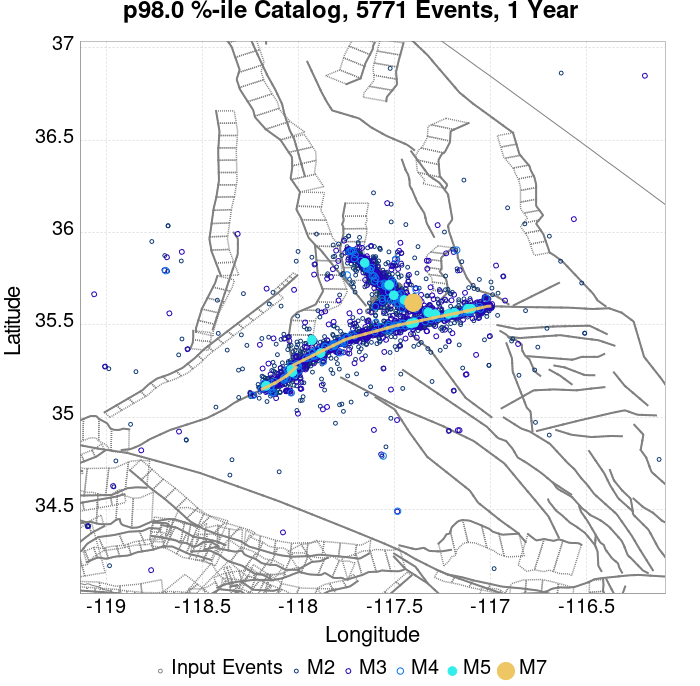 p98.0 %-ile Catalog, 5771 Events, 1 Year
37
36.5
36
35.5
35
34.5
Latitude
-119 -118.5 -118 -117.5 -117 -116.5
Longitude
Input Events M2 M3 M4 M5 M7